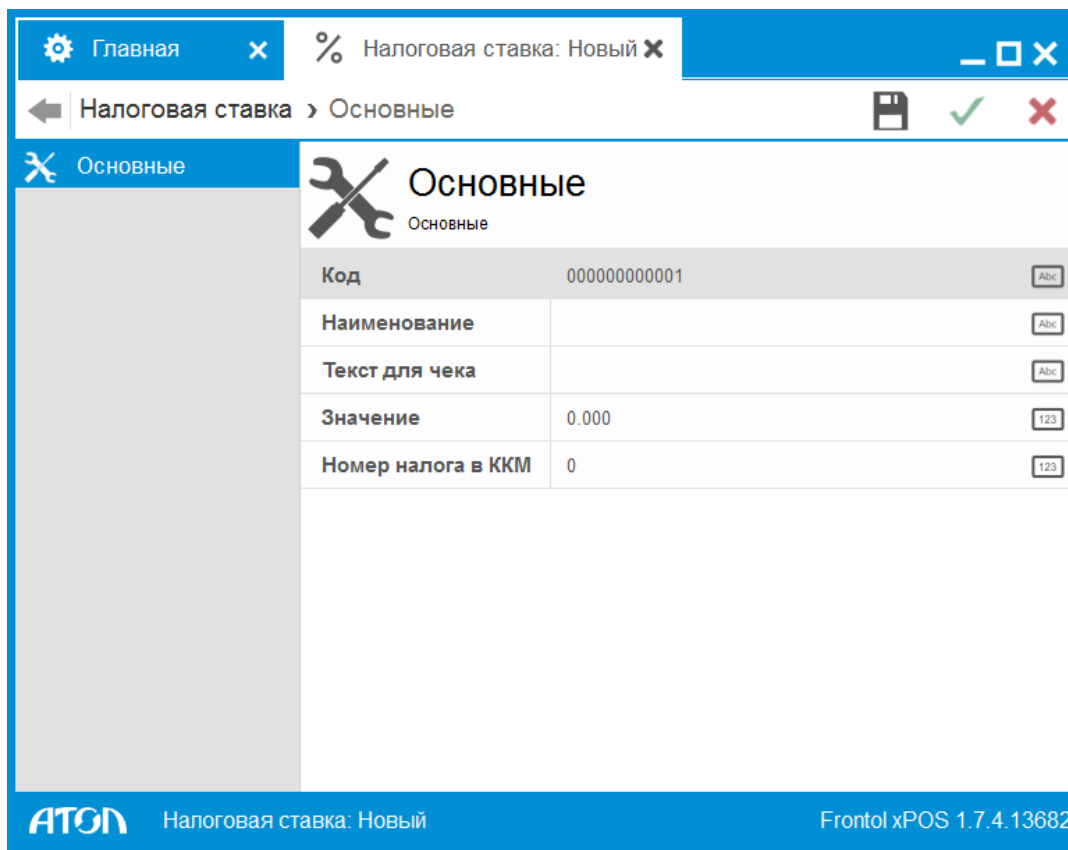 Главная
Налоговая ставка: Новый
Налоговая ставка › Основные
Основные
Основные
Основные
Код 000000000001 Abc
Наименование Abc
Текст для чека Abc
Значение 0.000 123
Номер налога в ККМ 0 123
АТОЛ Налоговая ставка: Новый Frontol xPOS 1.7.4.13682